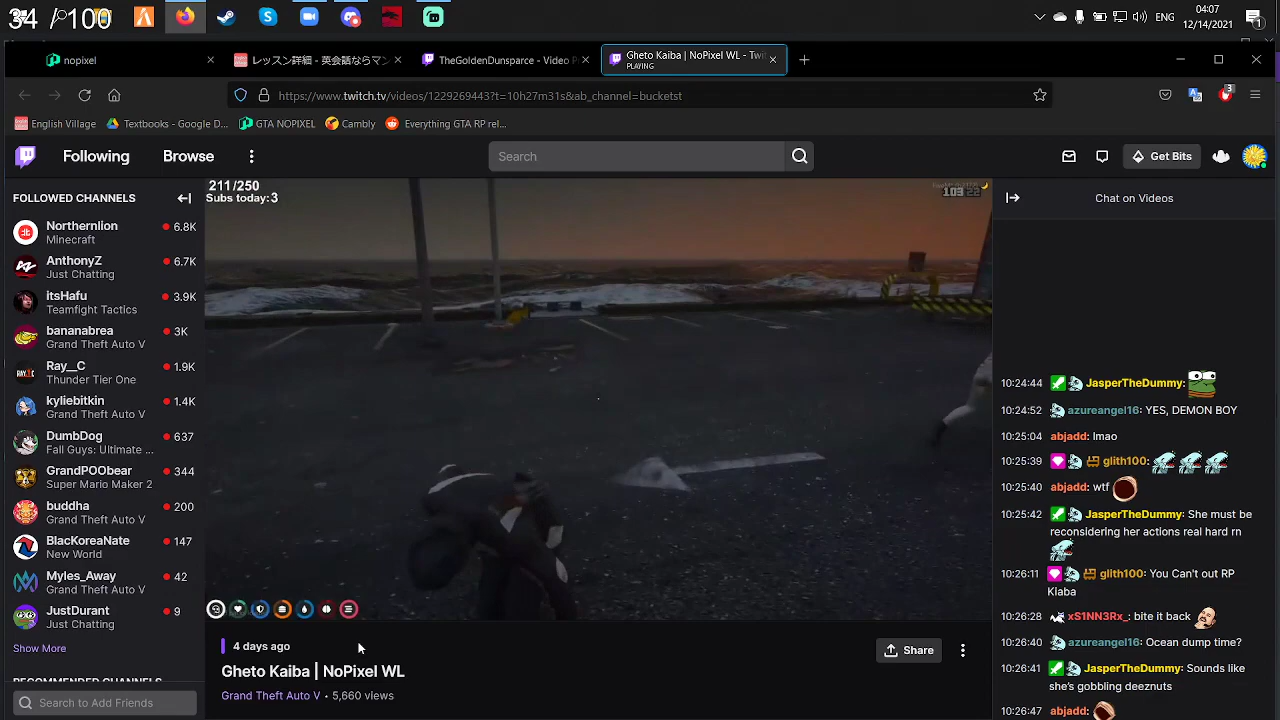 34 100
ENG
04:07
12/14/2021
nopixel
レッスン詳細 - 英会話ならマン
TheGoldenDunsparce - Video P
Gheto Kaiba | NoPixel WL - Twit
PLAYING
https://www.twitch.tv/videos/1229269443?t=10h27m31s&ab_channel=bucketst
3
English Village
Textbooks - Google D...
GTA NOPIXEL
Cambly
Everything GTA RP rel...
Following
Browse
Search
Get Bits
FOLLOWED CHANNELS
Northernlion 6.8K
Minecraft
AnthonyZ 6.7K
Just Chatting
itsHafu 3.9K
Teamfight Tactics
bananabrea 3K
Grand Theft Auto V
Ray__C 1.9K
Thunder Tier One
kyliebitkin 1.4K
Grand Theft Auto V
DumbDog 637
Fall Guys: Ultimate ...
GrandPOObear 344
Super Mario Maker 2
buddha 200
Grand Theft Auto V
BlacKoreaNate 147
New World
Myles_Away 42
Grand Theft Auto V
JustDurant 9
Just Chatting
Show More
RECOMMENDED CHANNELS
Search to Add Friends
211/250
Subs today: 3
4 days ago
Gheto Kaiba | NoPixel WL
Grand Theft Auto V • 5,660 views
Share
Chat on Videos
10:24:44 JasperTheDummy:
10:24:52 azureangel16: YES, DEMON BOY
10:25:04 abjadd: lmao
10:25:39 glith100:
10:25:40 abjadd: wtf
10:25:42 JasperTheDummy: She must be
reconsidering her actions real hard rn
10:26:11 glith100: You Can't out RP
KIaba
10:26:28 xS1NN3Rx_: bite it back
10:26:40 azureangel16: Ocean dump time?
10:26:41 JasperTheDummy: Sounds like
she's gobbling deeznuts
10:26:47 abjadd: